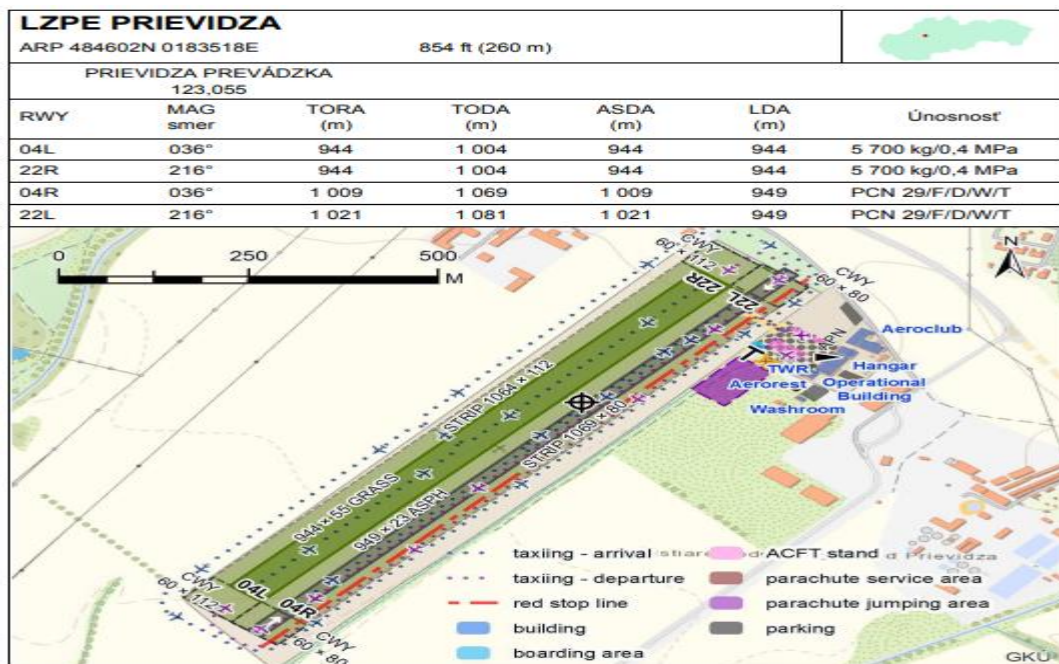 LZPE PRIEVIDZA
ARP 484602N 0183518E 854 ft (260 m)
PRIEVIDZA PREVÁDZKA
123,055
RWY MAG smer TORA (m) TODA (m) ASDA (m) LDA (m) Únosnosť
04L 036° 944 1 004 944 944 5 700 kg/0,4 MPa
22R 216° 944 1 004 944 944 5 700 kg/0,4 MPa
04R 036° 1 009 1 069 1 009 949 PCN 29/F/D/W/T
22L 216° 1 021 1 081 1 021 949 PCN 29/F/D/W/T
0 250 500
M
N
CWY
60 × 112
22R
22L
CWY
60 × 80
APN
Aeroclub
TWR
Hangar
Aerorest
Operational
Building
Washroom
STRIP 1064 × 112
STRIP 1069 × 80
944 × 55 GRASS
949 × 23 ASPH
04L
04R
CWY
60 × 112
CWY
60 × 80
taxiing - arrival
taxiing - departure
red stop line
building
boarding area
ACFT stand
parachute service area
parachute jumping area
parking
d Prievidza
GKÚ